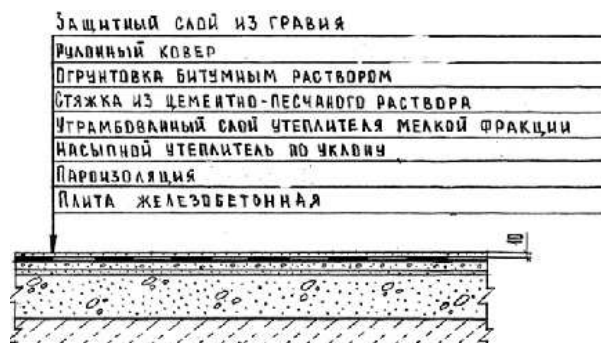 Защитный слой из гравия
Рулонный ковер
Огрунтовка битумным раствором
Стяжка из цементно-песчаного раствора
Утрамбованный слой утеплителя мелкой фракции
Насыпной утеплитель по уклону
Пароизоляция
Плита железобетонная
10